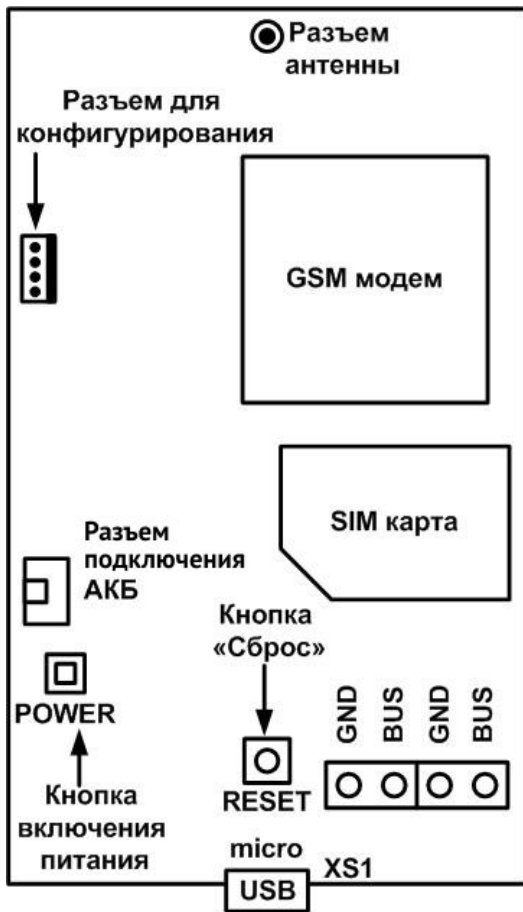 Разъем
антенны
Разъем для
конфигурирования
GSM модем
SIM карта
Разъем
подключения
АКБ
Кнопка
«Сброс»
POWER
GND
BUS
GND
BUS
RESET
Кнопка
включения
питания
micro
USB
XS1